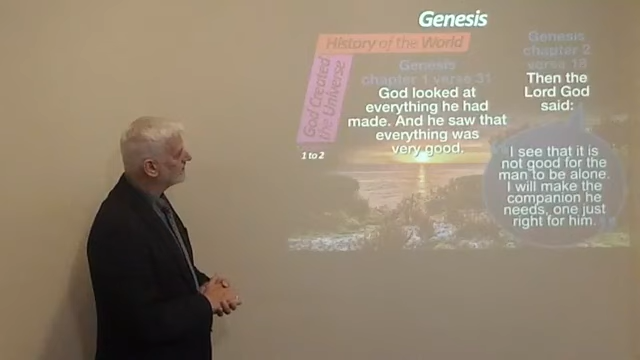 Genesis
History of the World
God Created
the Universe
1 to 2
Genesis
chapter 1 verse 31
God looked at
everything he had
made. And he saw that
everything was
very good.
Genesis
chapter 2
verse 18
Then the
Lord God
said:
I see that it is
not good for the
man to be alone.
I will make the
companion he
needs, one just
right for him.